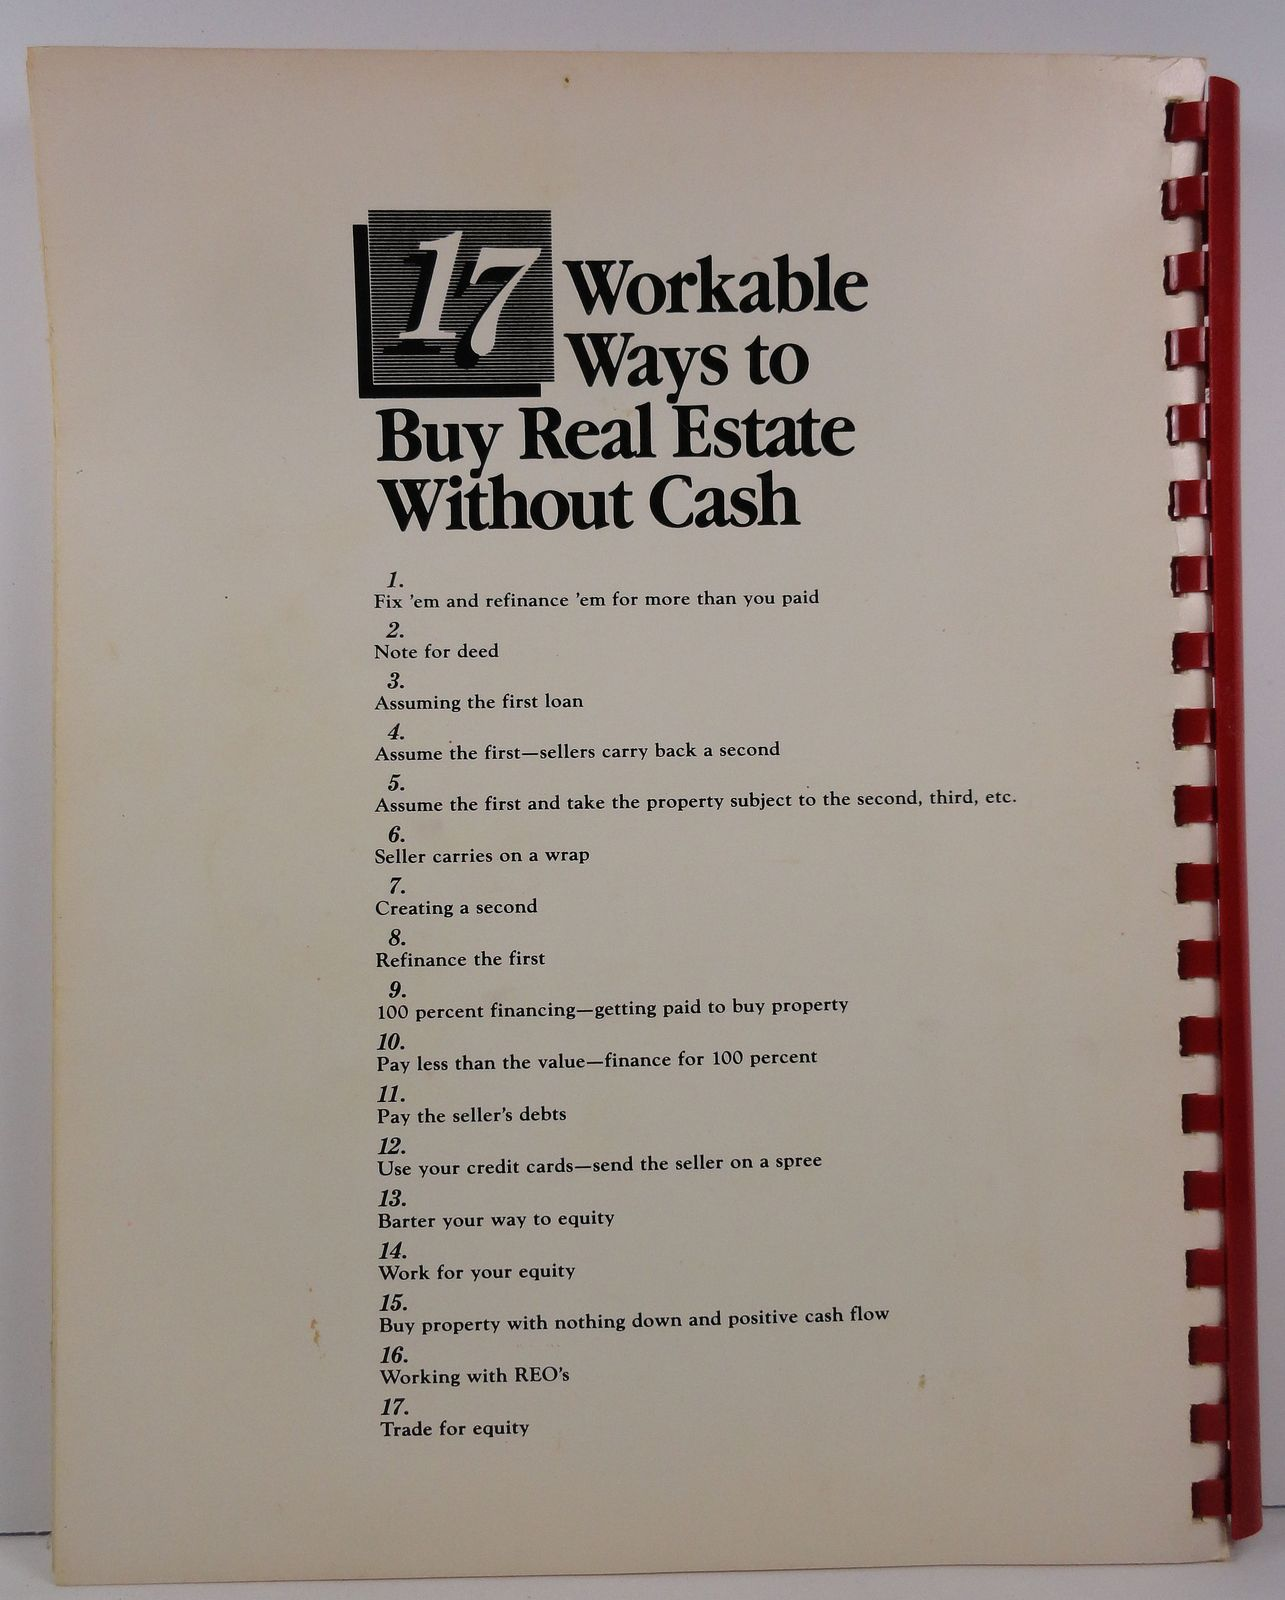 17 Workable
Ways to
Buy Real Estate
Without Cash
1.
Fix 'em and refinance 'em for more than you paid
2.
Note for deed
3.
Assuming the first loan
4.
Assume the first—sellers carry back a second
5.
Assume the first and take the property subject to the second, third, etc.
6.
Seller carries on a wrap
7.
Creating a second
8.
Refinance the first
9.
100 percent financing—getting paid to buy property
10.
Pay less than the value—finance for 100 percent
11.
Pay the seller's debts
12.
Use your credit cards—send the seller on a spree
13.
Barter your way to equity
14.
Work for your equity
15.
Buy property with nothing down and positive cash flow
16.
Working with REO's
17.
Trade for equity